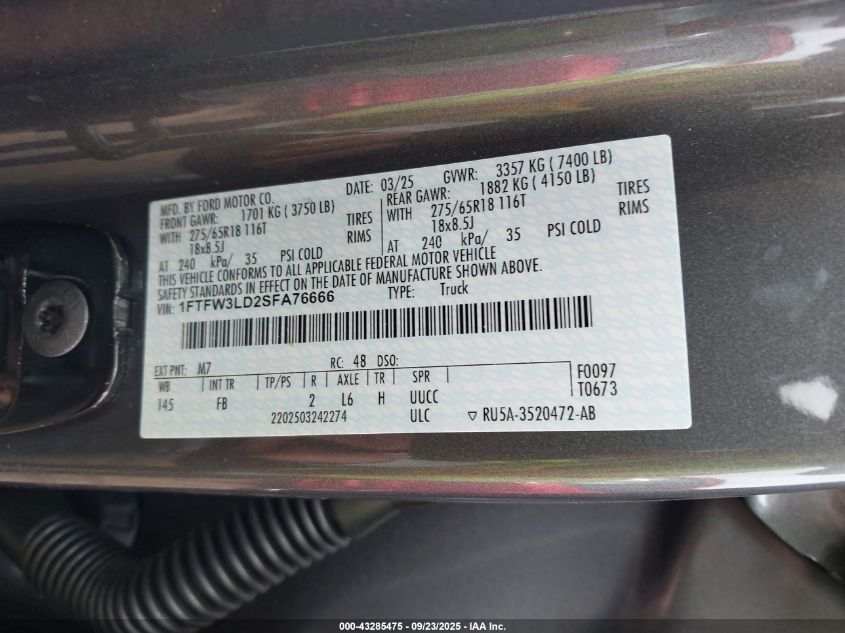 MFD. BY FORD MOTOR CO.
DATE: 03/25 GVWR: 3357 KG ( 7400 LB)
FRONT GAWR: 1701 KG ( 3750 LB)
REAR GAWR: 1882 KG ( 4150 LB)
WITH 275/65R18 116T TIRES
WITH 275/65R18 116T TIRES
18x8.5J RIMS
18x8.5J RIMS
AT 240 kPa/ 35 PSI COLD
AT 240 kPa/ 35 PSI COLD
THIS VEHICLE CONFORMS TO ALL APPLICABLE FEDERAL MOTOR VEHICLE
SAFETY STANDARDS IN EFFECT ON THE DATE OF MANUFACTURE SHOWN ABOVE.
VIN: 1FTFW3LD2SFA76666 TYPE: Truck
EXT PNT: M7 RC: 48 DSO:
WB INT TR TP/PS R AXLE TR SPR F0097
145 FB 2 L6 H UUCC T0673
2202503242274 ULC ▽ RU5A-3520472-AB
000-43285475 - 09/23/2025 - IAA Inc.